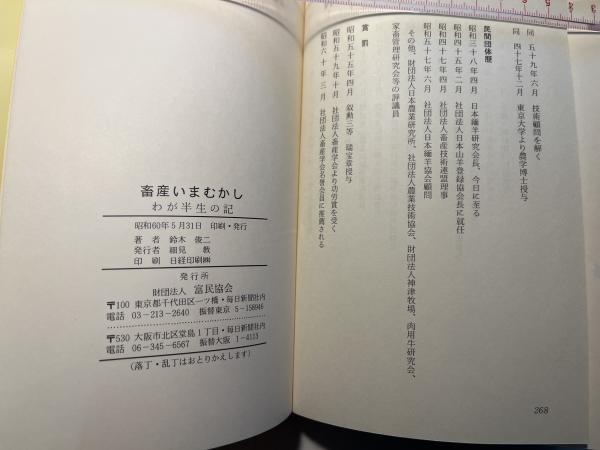 同　五十九年六月　技術顧問を解く
同　四十七年十二月　東京大学より農学博士授与
民間団体歴
昭和三十八年四月　日本緬羊研究会長、今日に至る
昭和四十五年二月　社団法人日本山羊登録協会長に就任
昭和四十七年四月　社団法人畜産技術連盟理事
昭和五十七年六月　社団法人日本緬羊協会顧問
その他、財団法人日本農業研究所、社団法人農業技術協会、財団法人神津牧場、肉用牛研究会、
家畜管理研究会等の評議員
賞罰
昭和五十五年四月　叙勲三等　瑞宝章授与
昭和五十九年十月　社団法人畜産学会より功労賞を受く
昭和六十年三月　社団法人畜産学会名誉会員に推薦される
268
畜産いまむかし
わが半生の記
昭和60年5月31日　印刷・発行
著者　鈴木俊二
発行者　細見敦
印刷　日経印刷㈱
発行所
財団法人　富民協会
〒100　東京都千代田区一ツ橋・毎日新聞社内
電話　03-213-2640　振替東京　5-158946
〒530　大阪市北区堂島1丁目・毎日新聞社内
電話　06-345-6567　振替大阪　1-4113
(落丁・乱丁はおとりかえします)